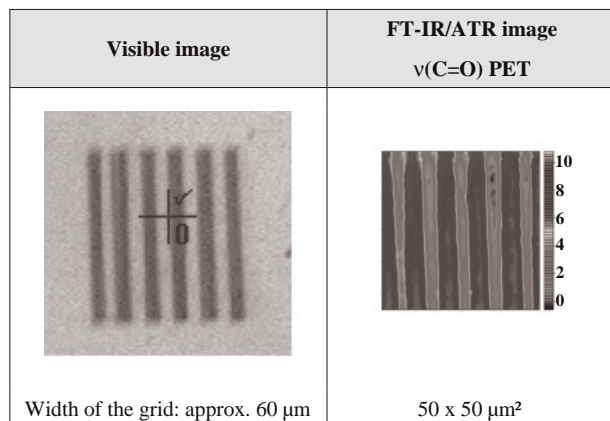 Visible image
FT-IR/ATR image
ν(C=O) PET
0
10
8
6
4
2
0
Width of the grid: approx. 60 µm
50 x 50 µm²